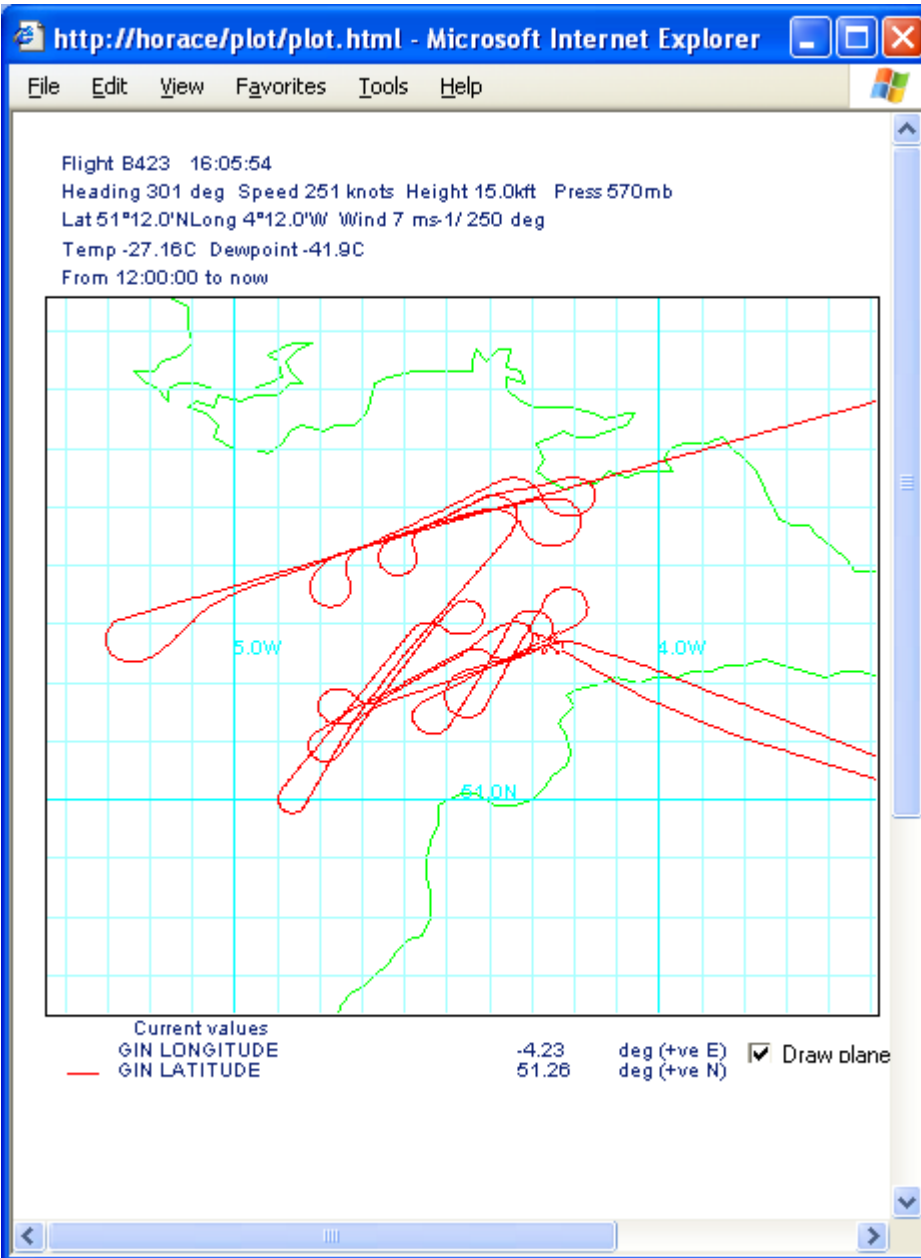 http://horace/plot/plot.html - Microsoft Internet Explorer
File Edit View Favorites Tools Help
Flight B423 16:05:54
Heading 301 deg Speed 251 knots Height 15.0kft Press 570mb
Lat 51°12.0'NLong 4°12.0'W Wind 7 ms-1/ 250 deg
Temp -27.16C Dewpoint -41.9C
From 12:00:00 to now
5.0W 4.0W
51.0N
Current values
GIN LONGITUDE -4.23 deg (+ve E)
GIN LATITUDE 51.26 deg (+ve N)
Draw plane